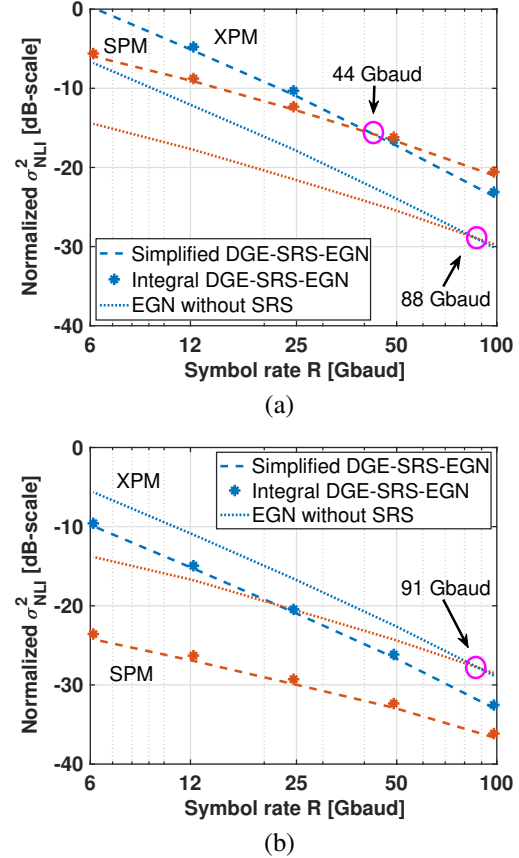 0
-10
-20
-30
-40
6
12
25
50
100
Normalized σ²NLI [dB-scale]
Symbol rate R [Gbaud]
SPM
XPM
44 Gbaud
88 Gbaud
Simplified DGE-SRS-EGN
Integral DGE-SRS-EGN
EGN without SRS
(a)
0
-10
-20
-30
-40
6
12
25
50
100
Normalized σ²NLI [dB-scale]
Symbol rate R [Gbaud]
XPM
SPM
91 Gbaud
Simplified DGE-SRS-EGN
Integral DGE-SRS-EGN
EGN without SRS
(b)